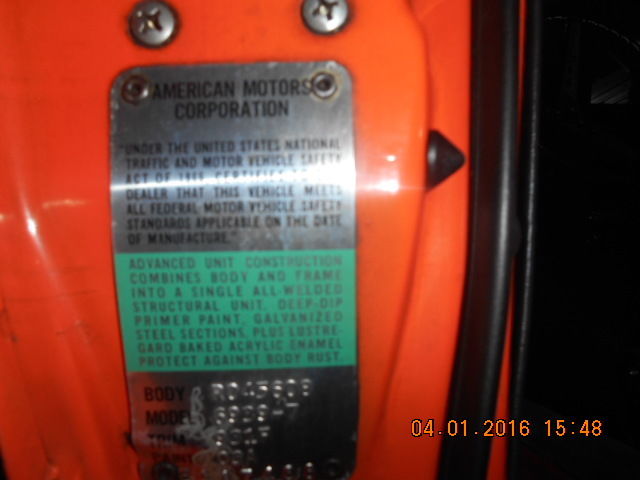 AMERICAN MOTORS
CORPORATION
"UNDER THE UNITED STATES NATIONAL
TRAFFIC AND MOTOR VEHICLE SAFETY
ACT OF
DEALER THAT THIS VEHICLE MEETS
ALL FEDERAL MOTOR VEHICLE SAFETY
STANDARDS APPLICABLE ON THE DATE
OF MANUFACTURE."
ADVANCED UNIT CONSTRUCTION
COMBINES BODY AND FRAME
INTO A SINGLE ALL-WELDED
STRUCTURAL UNIT. DEEP-DIP
PRIMER PAINT, GALVANIZED
STEEL SECTIONS, PLUS LUSTRE-
GARD BAKED ACRYLIC ENAMEL
PROTECT AGAINST BODY RUST.
BODY
MODEL
TRIM
04.01.2016 15:48